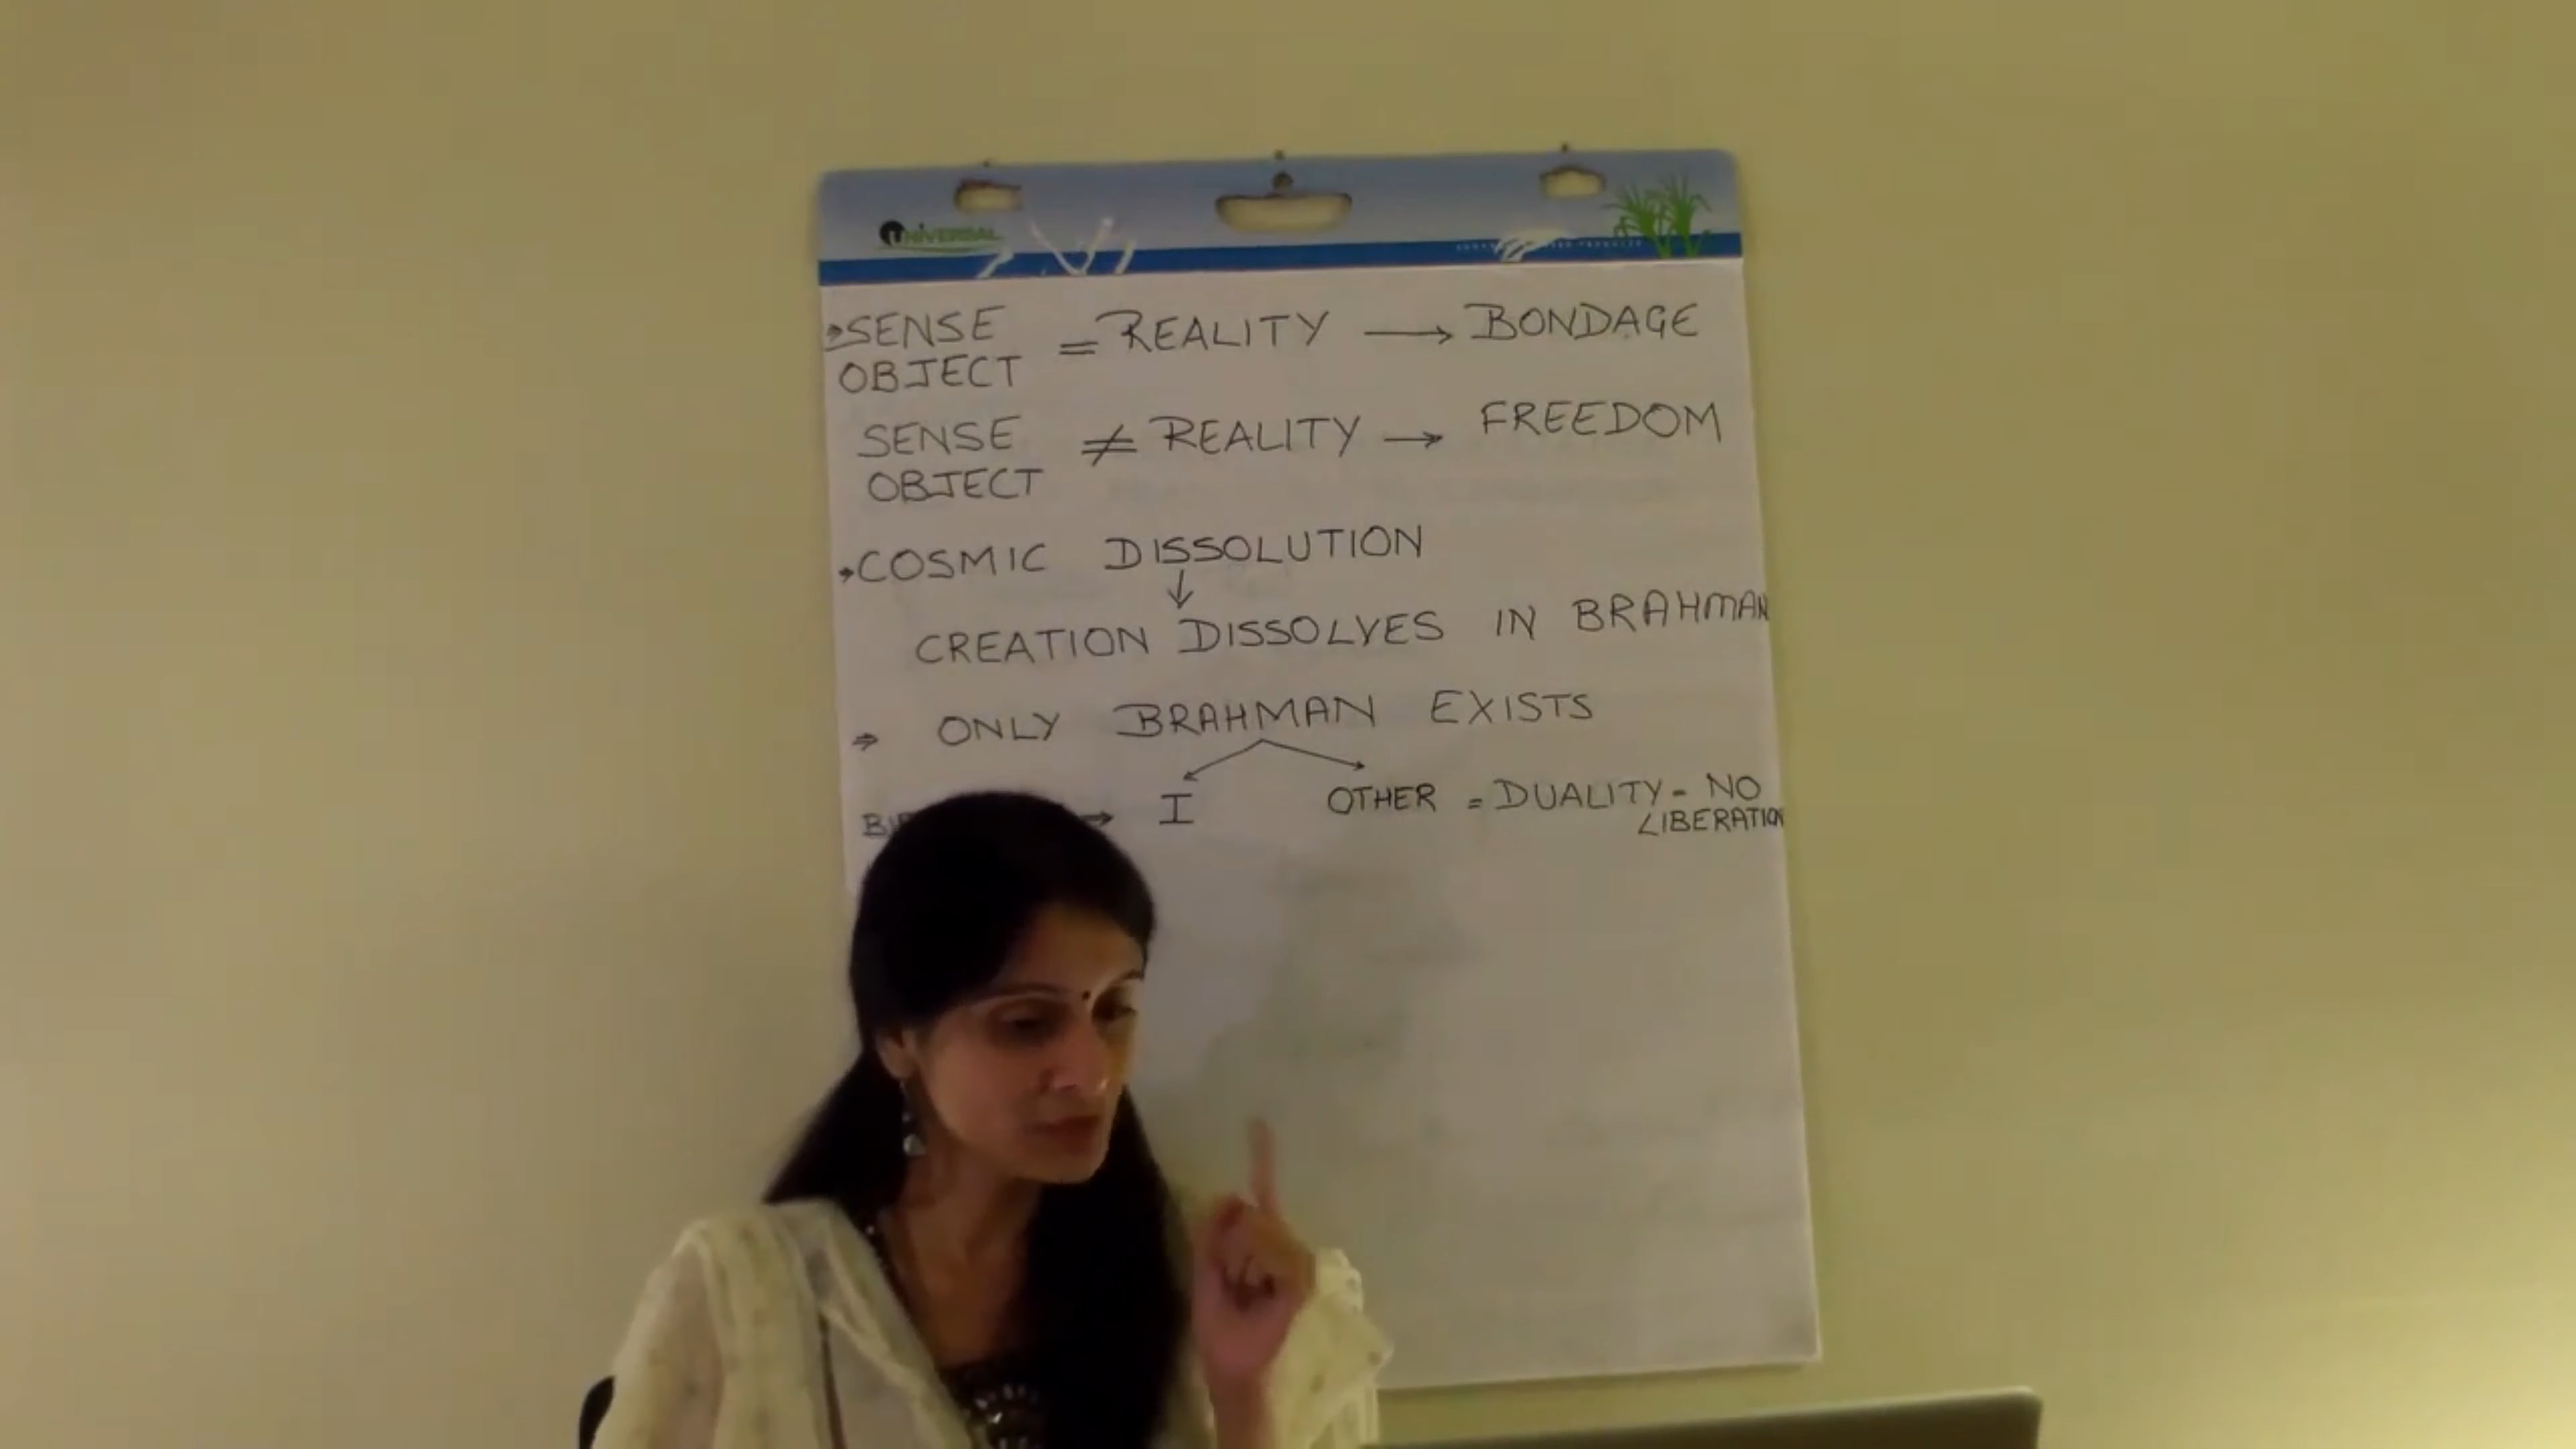 UNIVERSAL
SENSE OBJECT = REALITY → BONDAGE
SENSE OBJECT ≠ REALITY → FREEDOM
COSMIC DISSOLUTION
↓
CREATION DISSOLVES IN BRAHMAN
⇒ ONLY BRAHMAN EXISTS
⇒ I OTHER = DUALITY - NO LIBERATION